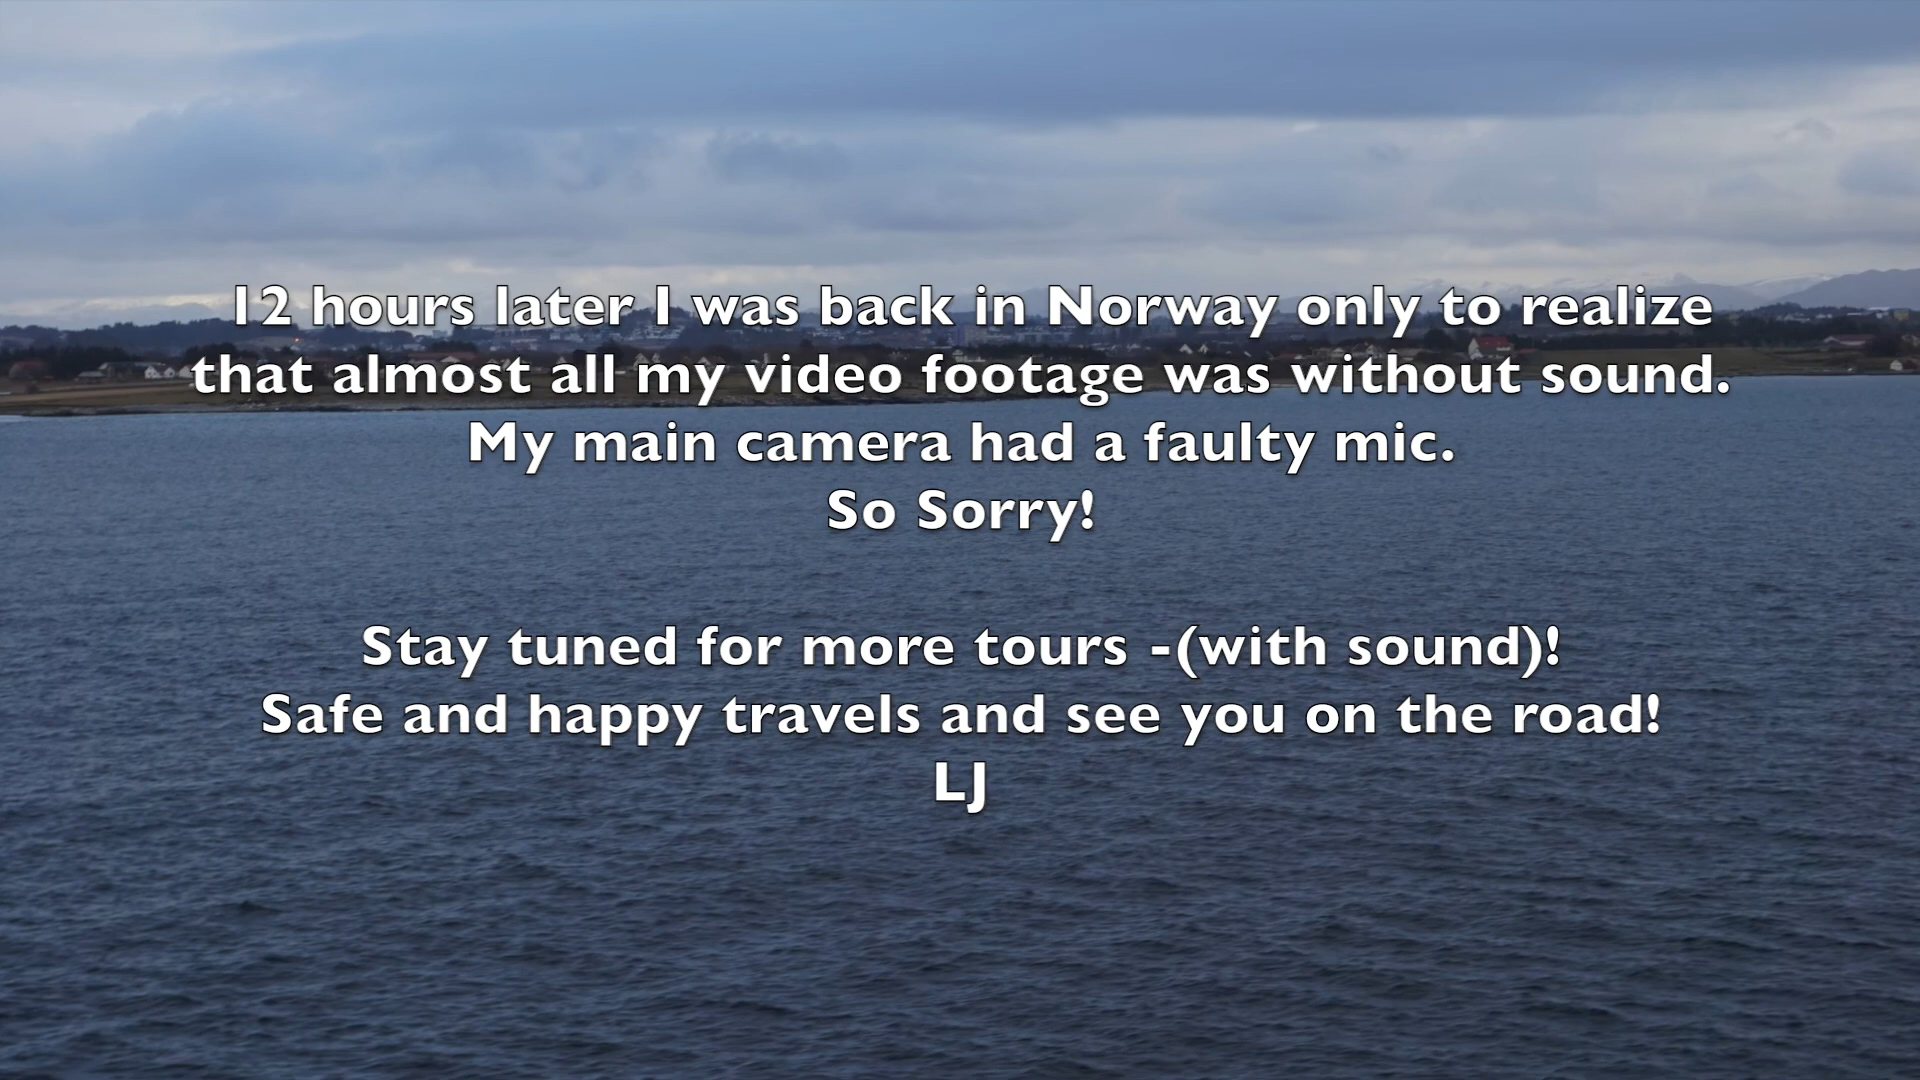 12 hours later I was back in Norway only to realize
that almost all my video footage was without sound.
My main camera had a faulty mic.
So Sorry!
Stay tuned for more tours -(with sound)!
Safe and happy travels and see you on the road!
LJ